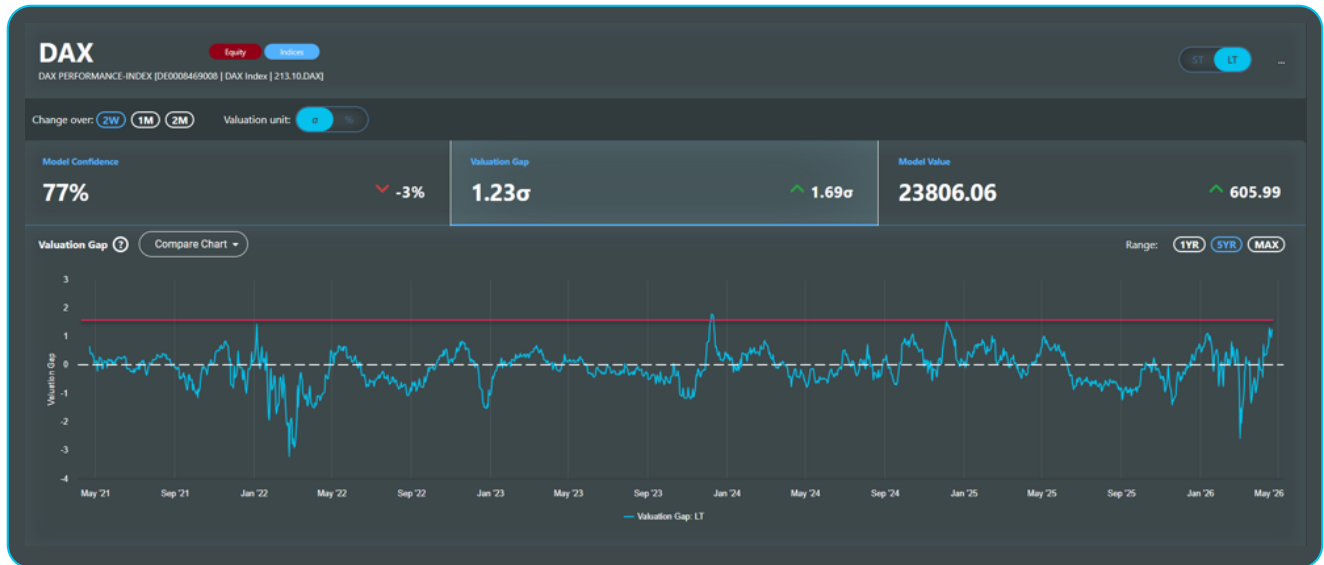 DAX
Equity
Indices
DAX PERFORMANCE-INDEX [DE0008469008 | DAX Index | 213.10.DAX]
ST
LT
...
Change over: 2W 1M 2M
Valuation unit: σ %
Model Confidence
77%
-3%
Valuation Gap
1.23σ
1.69σ
Model Value
23806.06
605.99
Valuation Gap ?
Compare Chart
Range: 1YR 5YR MAX
Valuation Gap
3
2
1
0
-1
-2
-3
-4
May '21 Sep '21 Jan '22 May '22 Sep '22 Jan '23 May '23 Sep '23 Jan '24 May '24 Sep '24 Jan '25 May '25 Sep '25 Jan '26 May '26
Valuation Gap: LT